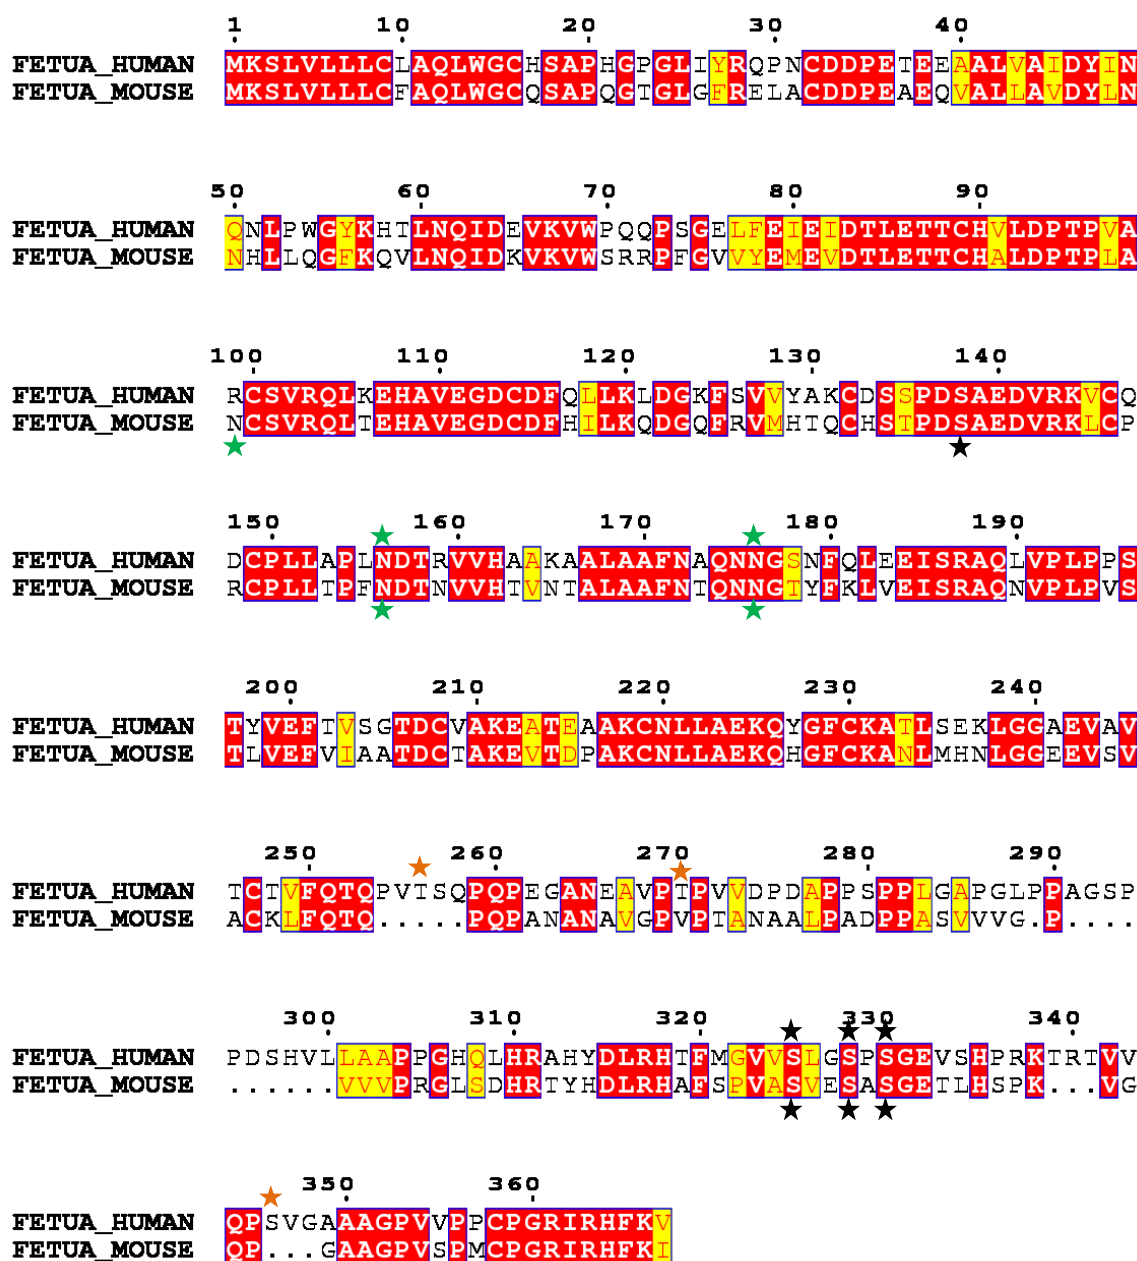 1 10 20 30 40
FETUA_HUMAN MKSLVLLLCLAQLWGCHSAPHGPGLIYRQPNCDDPETEEAALVAIDYIN
FETUA_MOUSE MKSLVLLLCFAQLWGCQSAPQGTGLGFRELACDDPEAEQVALLAVDYLN
50 60 70 80 90
FETUA_HUMAN QNLPWGYKHTLNQIDEVKVWPQQPSGELFEIEIDTLETTCHVLDPTPVA
FETUA_MOUSE NHLLQGFKQVLNQIDKVKVWSRRPFGVVYEMEVDTLETTCHALDPTPLA
100 110 120 130 140
FETUA_HUMAN RCSVRQLKEHAVEGDCDFQLLKLDGKFSVVYAKCDSSPDSAEDVRKVCQ
FETUA_MOUSE NCSVRQLTEHAVEGDCDFHILKQDGQFRVMHTQCHSTPDSAEDVRKLCP
150 160 170 180 190
FETUA_HUMAN DCPLLAPLNDTRVVHAAKAALAAFNAQNNGSNFQLEEISRAQLVPLPPS
FETUA_MOUSE RCPLLTPFNDTNVVHTVNTALAAFNTQNNGIYFKLVEISRAQNVPLPVS
200 210 220 230 240
FETUA_HUMAN TYVEFTVSGTDCVAKEATEAAKCNLLAEKQYGFCKATLSEKLGGAEVAV
FETUA_MOUSE TLVEFVIAATDCTAKEVTDPAKCNLLAEKQHGFCKANLMHNLGGEEVSV
250 260 270 280 290
FETUA_HUMAN TCTVFQTQPVTSQPQPEGANEAVPTPVVDPDAPPSPPLGAPGLPPAGSP
FETUA_MOUSE ACKLFQTQ.....PQPANANAVGPVPTANAALPADPPASVVVG.P....
300 310 320 330 340
FETUA_HUMAN PDSHVLLAAPPGHQLHRAHYDLRHTFMGVVSLGSPSGEVSHPRKTRTVV
FETUA_MOUSE ......VVVPRGLSDHRTYHDLRHAFSPVASVESASGETLHSPK...VG
350 360
FETUA_HUMAN QPSVGAAAGPVVPPCPGRIRHFKV
FETUA_MOUSE QP...GAAGPVSPMCPGRIRHFKI